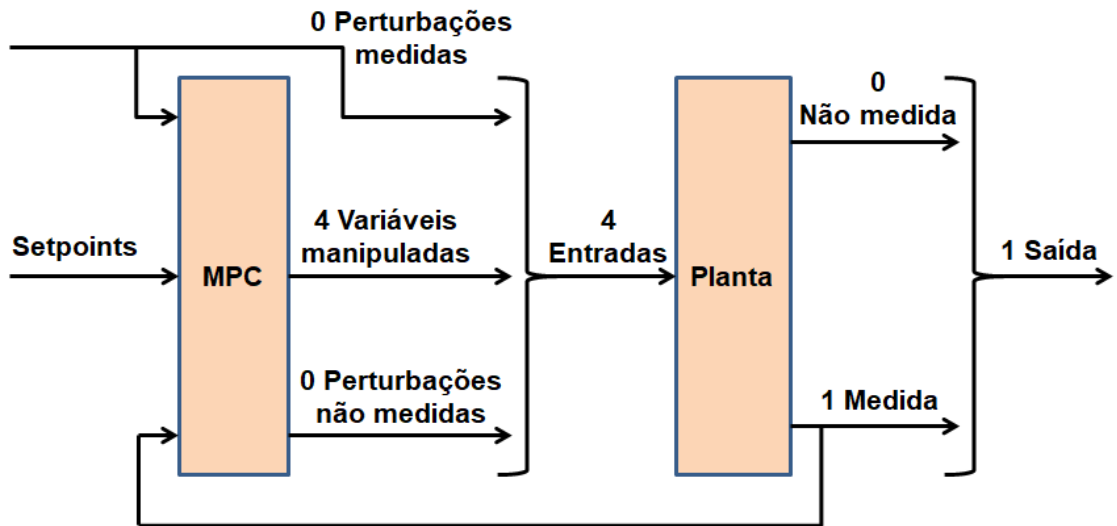 0 Perturbações
medidas
0
Não medida
Setpoints
MPC
4 Variáveis
manipuladas
4
Entradas
Planta
1 Saída
0 Perturbações
não medidas
1 Medida